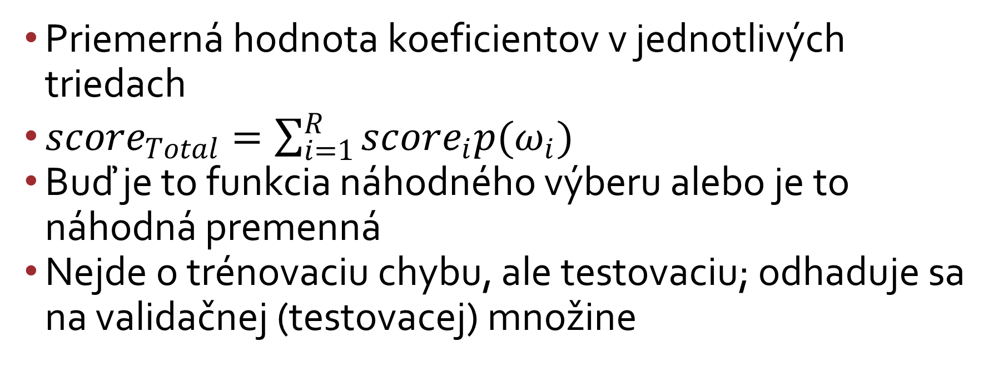 • Priemerná hodnota koeficientov v jednotlivých
triedach
• $score_{Total} = \sum_{i=1}^{R} score_i p(\omega_i)$
• Buď je to funkcia náhodného výberu alebo je to
náhodná premenná
• Nejde o trénovaciu chybu, ale testovaciu; odhaduje sa
na validačnej (testovacej) množine